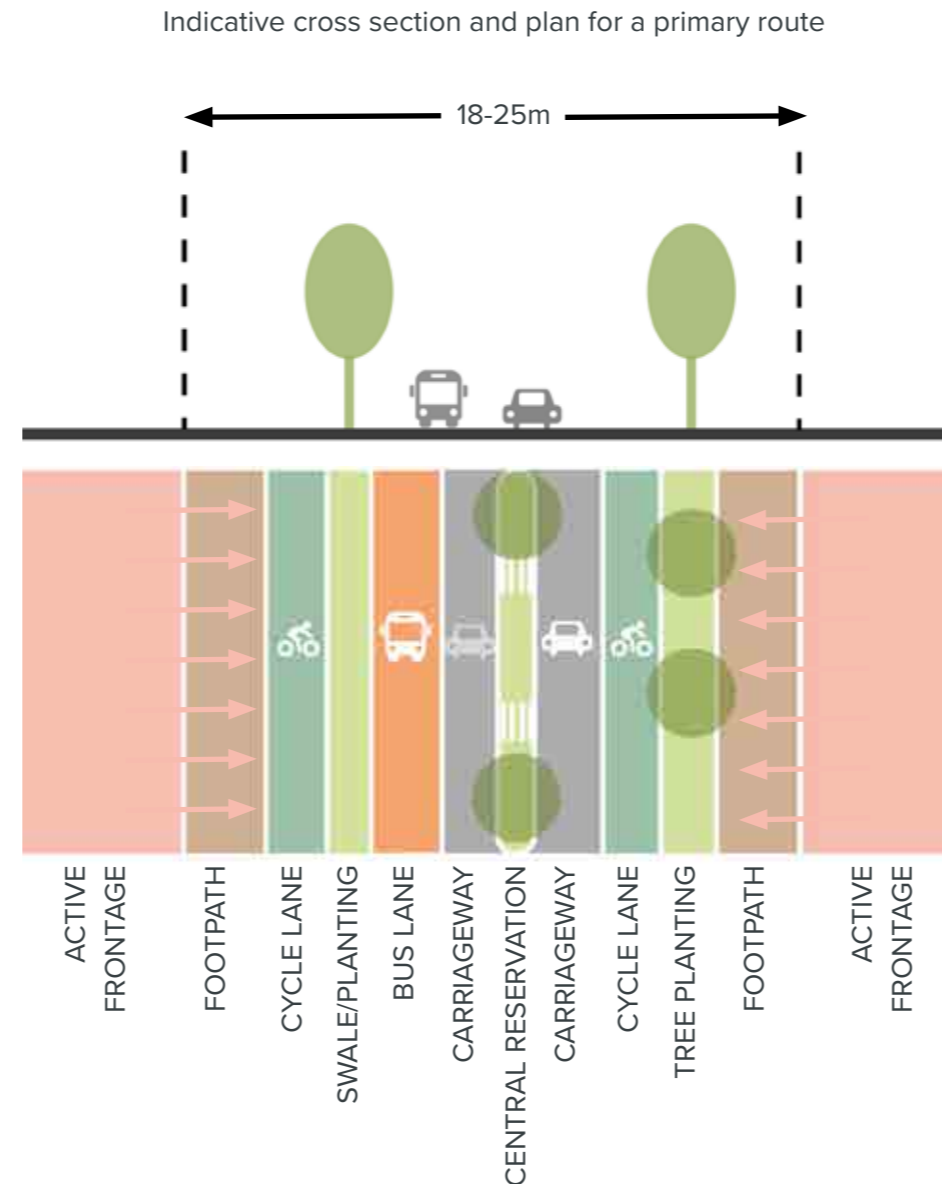 Indicative cross section and plan for a primary route
18-25m
ACTIVE
FRONTAGE
FOOTPATH
CYCLE LANE
SWALE/PLANTING
BUS LANE
CARRIAGEWAY
CENTRAL RESERVATION
CARRIAGEWAY
CYCLE LANE
TREE PLANTING
FOOTPATH
ACTIVE
FRONTAGE